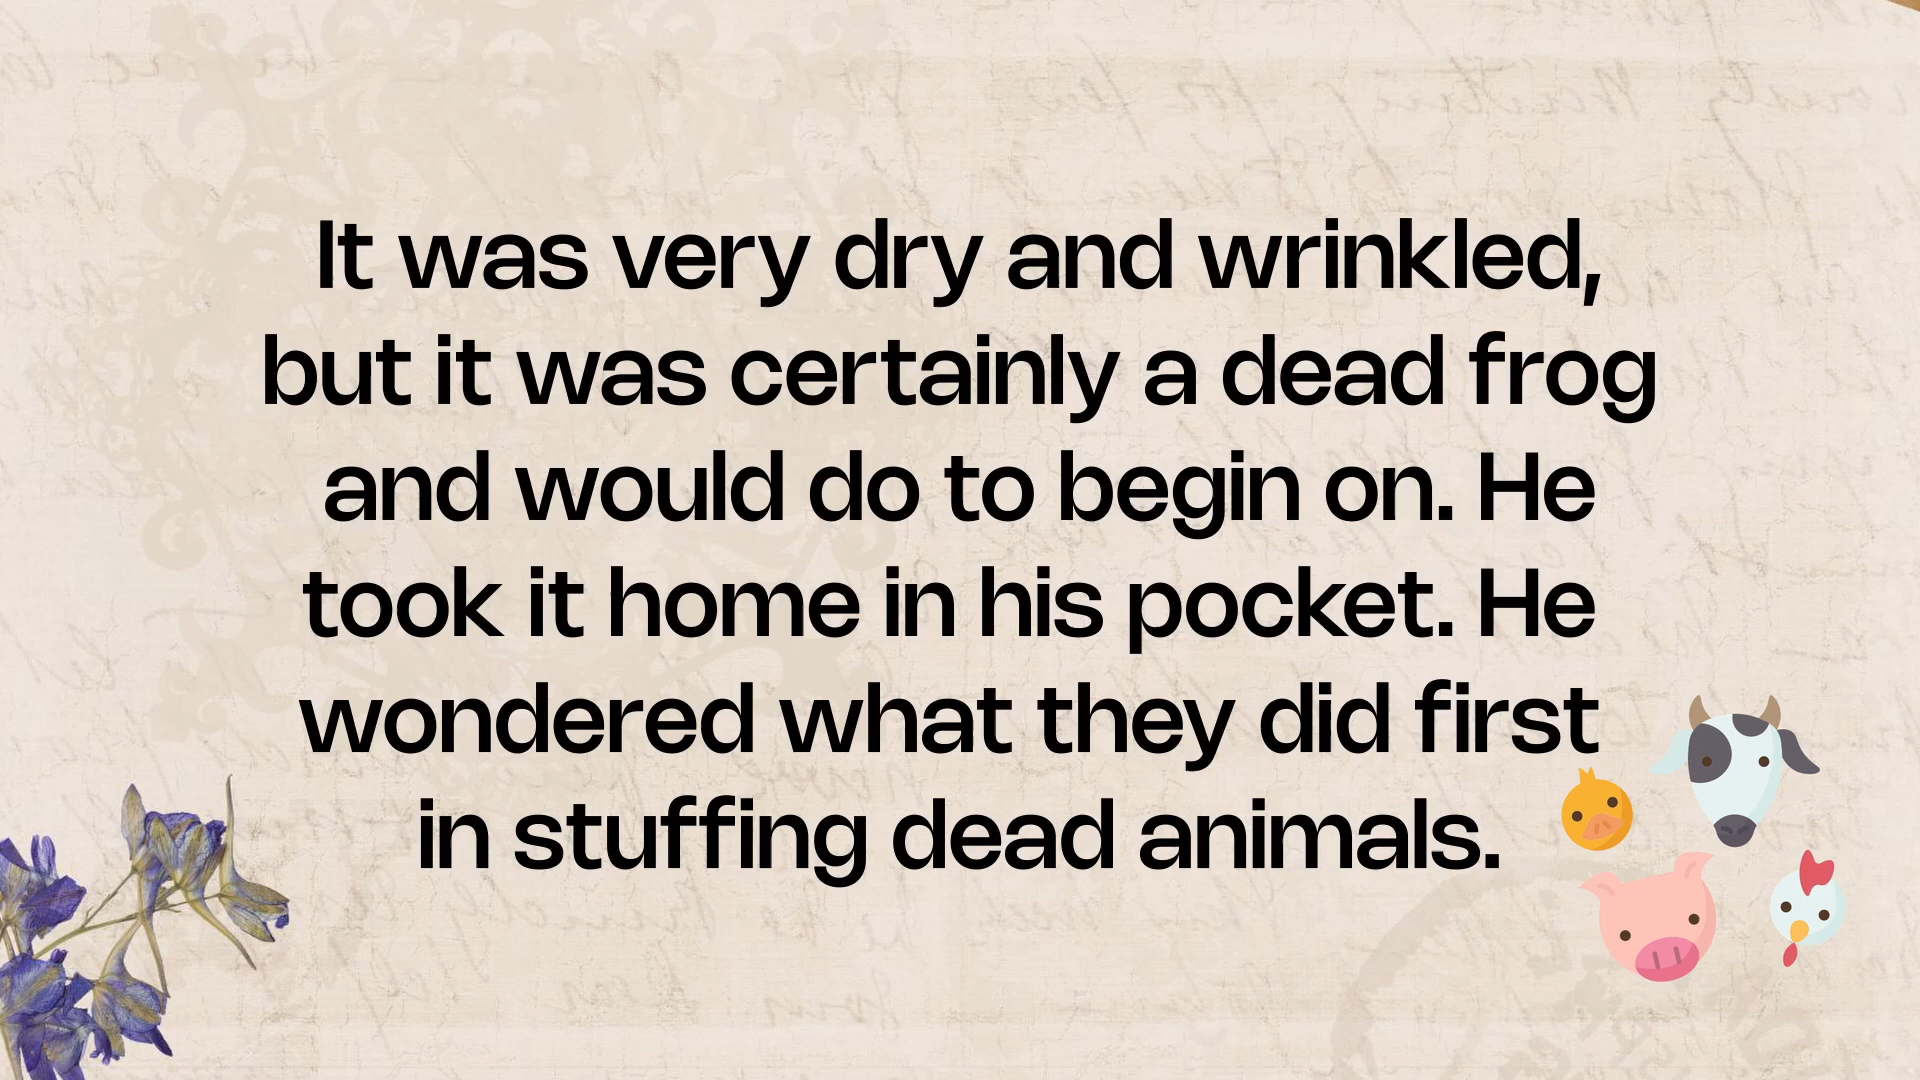 It was very dry and wrinkled,
but it was certainly a dead frog
and would do to begin on. He
took it home in his pocket. He
wondered what they did first
in stuffing dead animals.